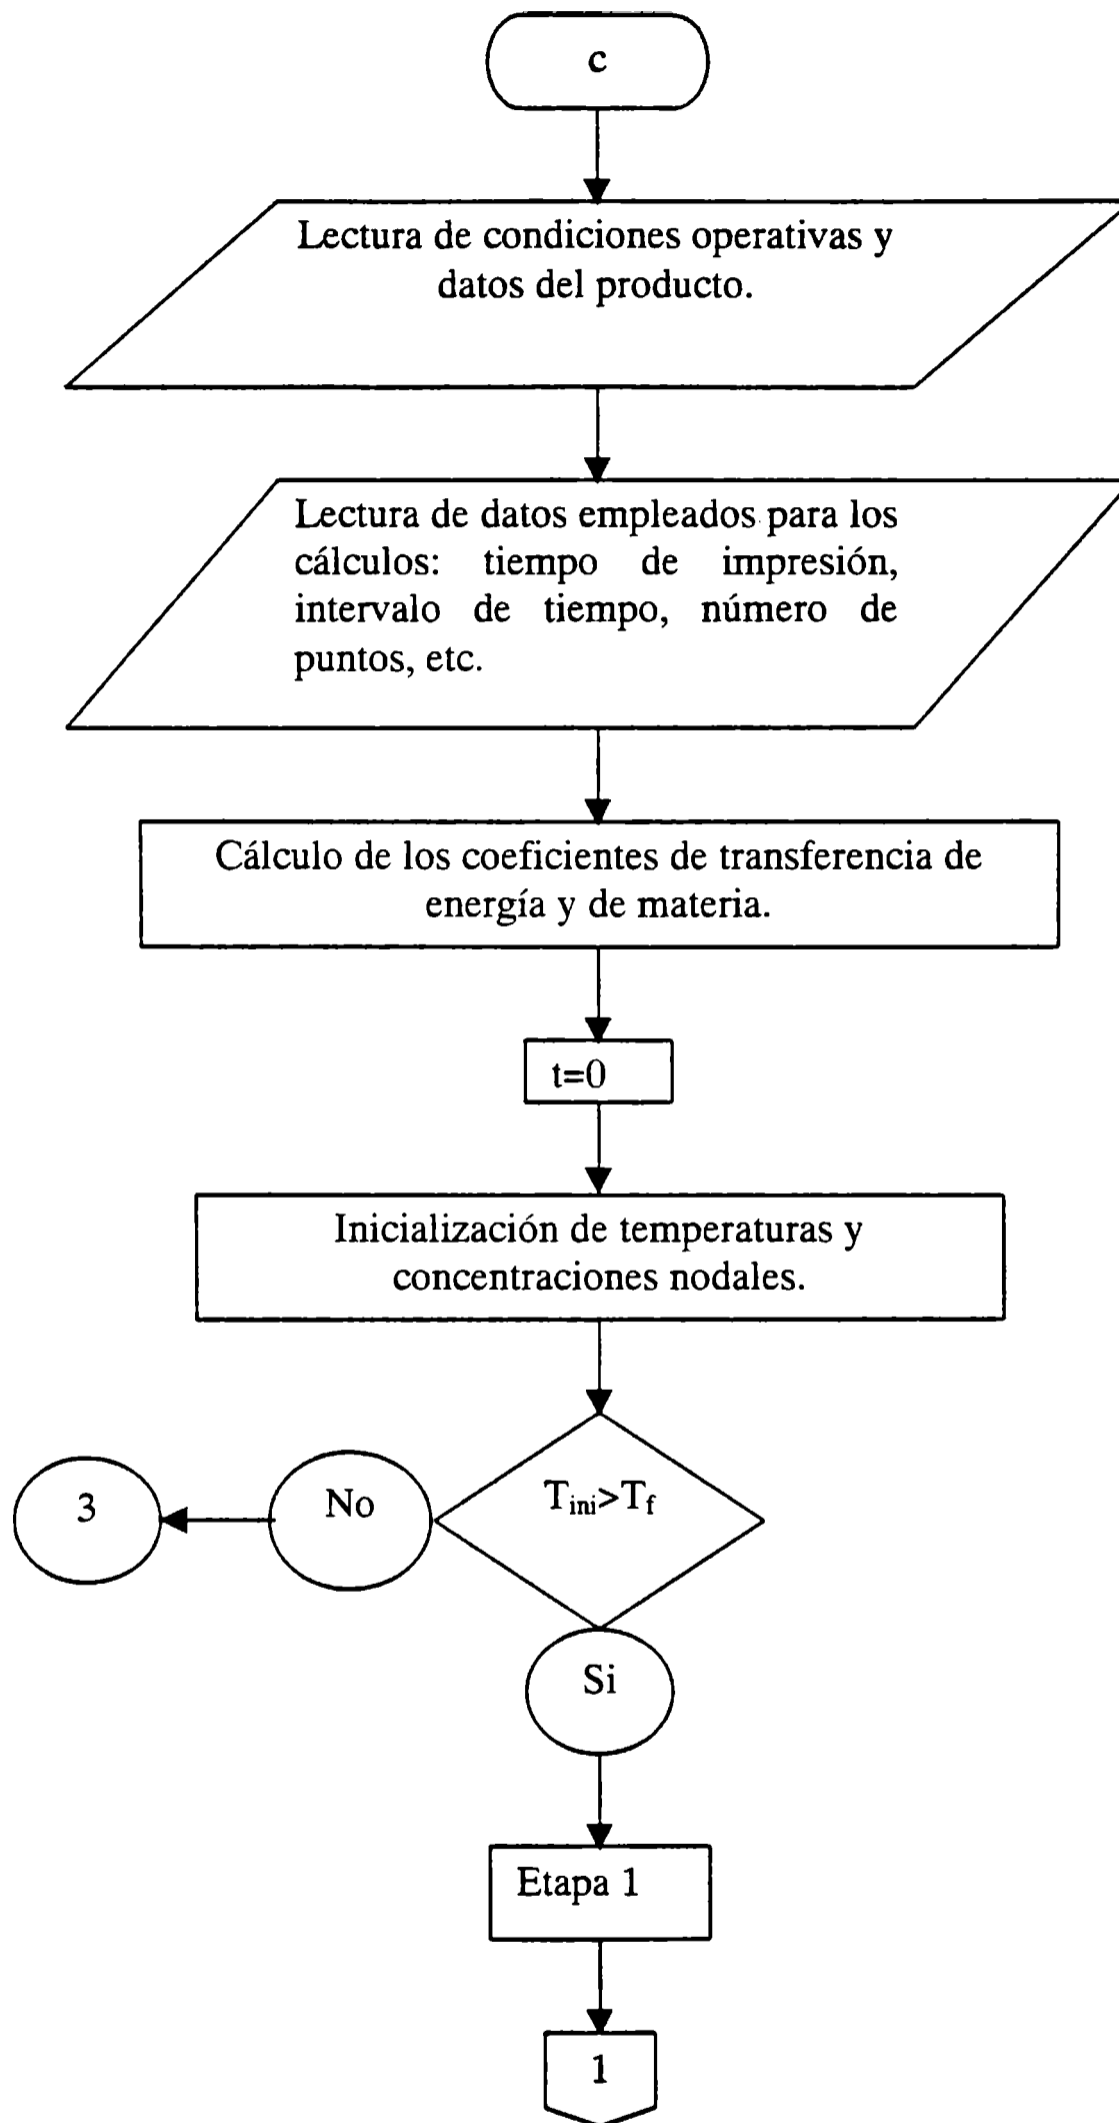 c
Lectura de condiciones operativas y
datos del producto.
Lectura de datos empleados para los
cálculos: tiempo de impresión,
intervalo de tiempo, número de
puntos, etc.
Cálculo de los coeficientes de transferencia de
energía y de materia.
t=0
Inicialización de temperaturas y
concentraciones nodales.
T_ini>T_f
No
3
Si
Etapa 1
1